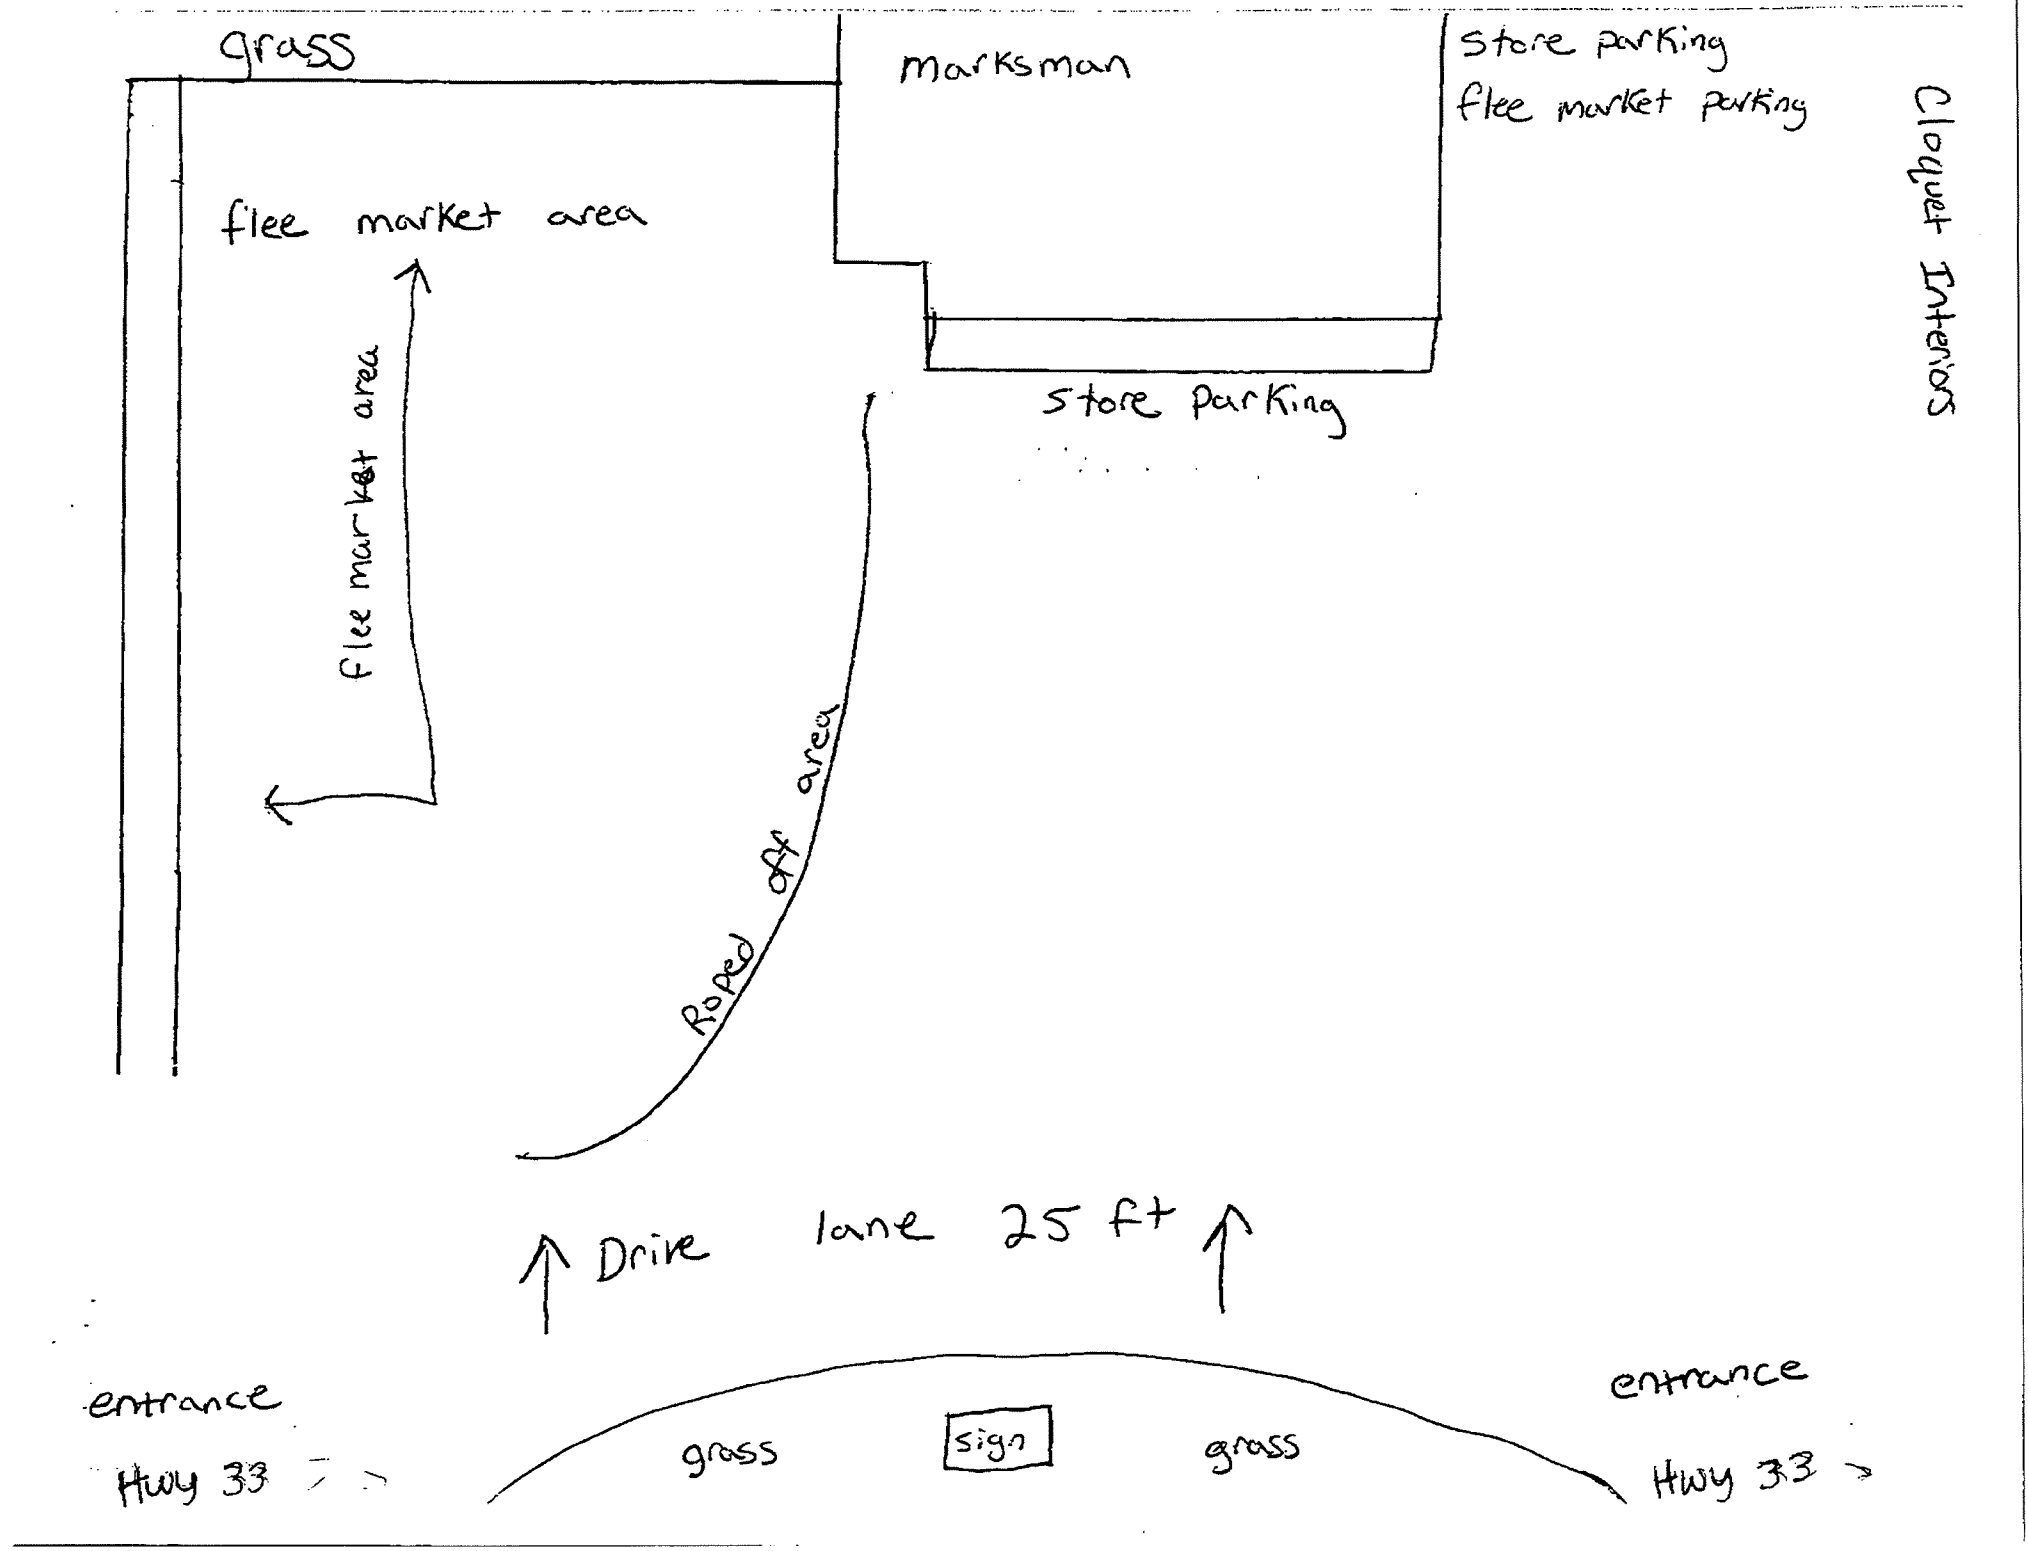 grass
marksman
store parking
flee market parking
Cloquet Interios
flee market area
flee market area
store parking
Roped off area
Drive lane 25 ft
entrance
Hwy 33
grass
sign
grass
entrance
Hwy 33